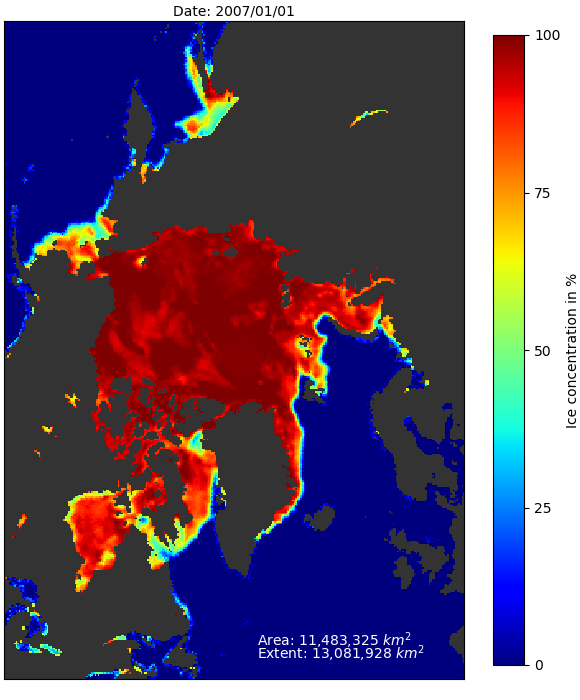 Date: 2007/01/01
100
75
50
25
0
Ice concentration in %
Area: 11,483,325 km²
Extent: 13,081,928 km²